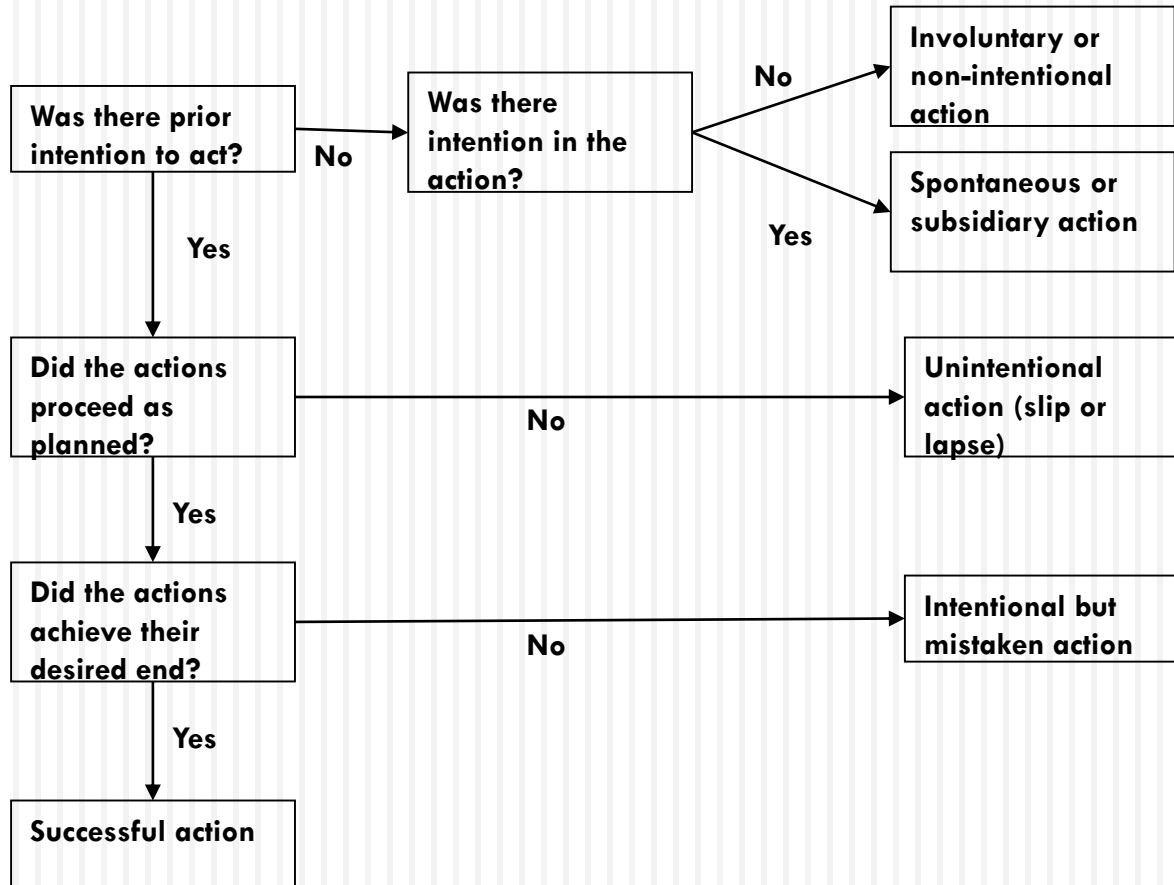 Was there prior
intention to act?
No
Was there
intention in the
action?
No
Involuntary or
non-intentional
action
Yes
Spontaneous or
subsidiary action
Yes
Did the actions
proceed as
planned?
No
Unintentional
action (slip or
lapse)
Yes
Did the actions
achieve their
desired end?
No
Intentional but
mistaken action
Yes
Successful action